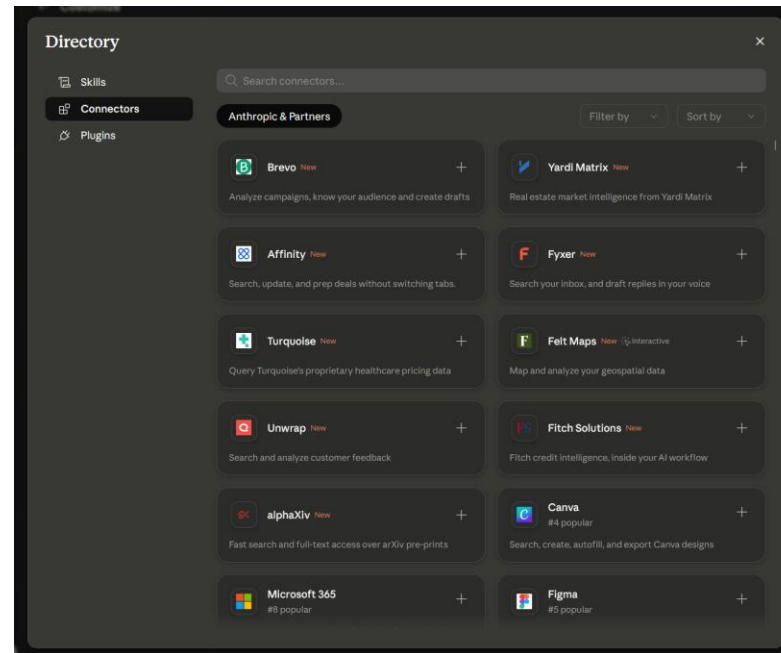 Customize
Directory
Skills
Connectors
Plugins
Search connectors...
Anthropic & Partners
Filter by
Sort by
Brevo New
Analyze campaigns, know your audience and create drafts
Yardi Matrix New
Real estate market intelligence from Yardi Matrix
Affinity New
Search, update, and prep deals without switching tabs.
Fyxer New
Search your inbox, and draft replies in your voice
Turquoise New
Query Turquoise's proprietary healthcare pricing data
Felt Maps New Interactive
Map and analyze your geospatial data
Unwrap New
Search and analyze customer feedback
Fitch Solutions New
Fitch credit intelligence, inside your AI workflow
alphaXiv New
Fast search and full-text access over arXiv pre-prints
Canva
#4 popular
Search, create, autofill, and export Canva designs
Microsoft 365
#8 popular
Figma
#5 popular